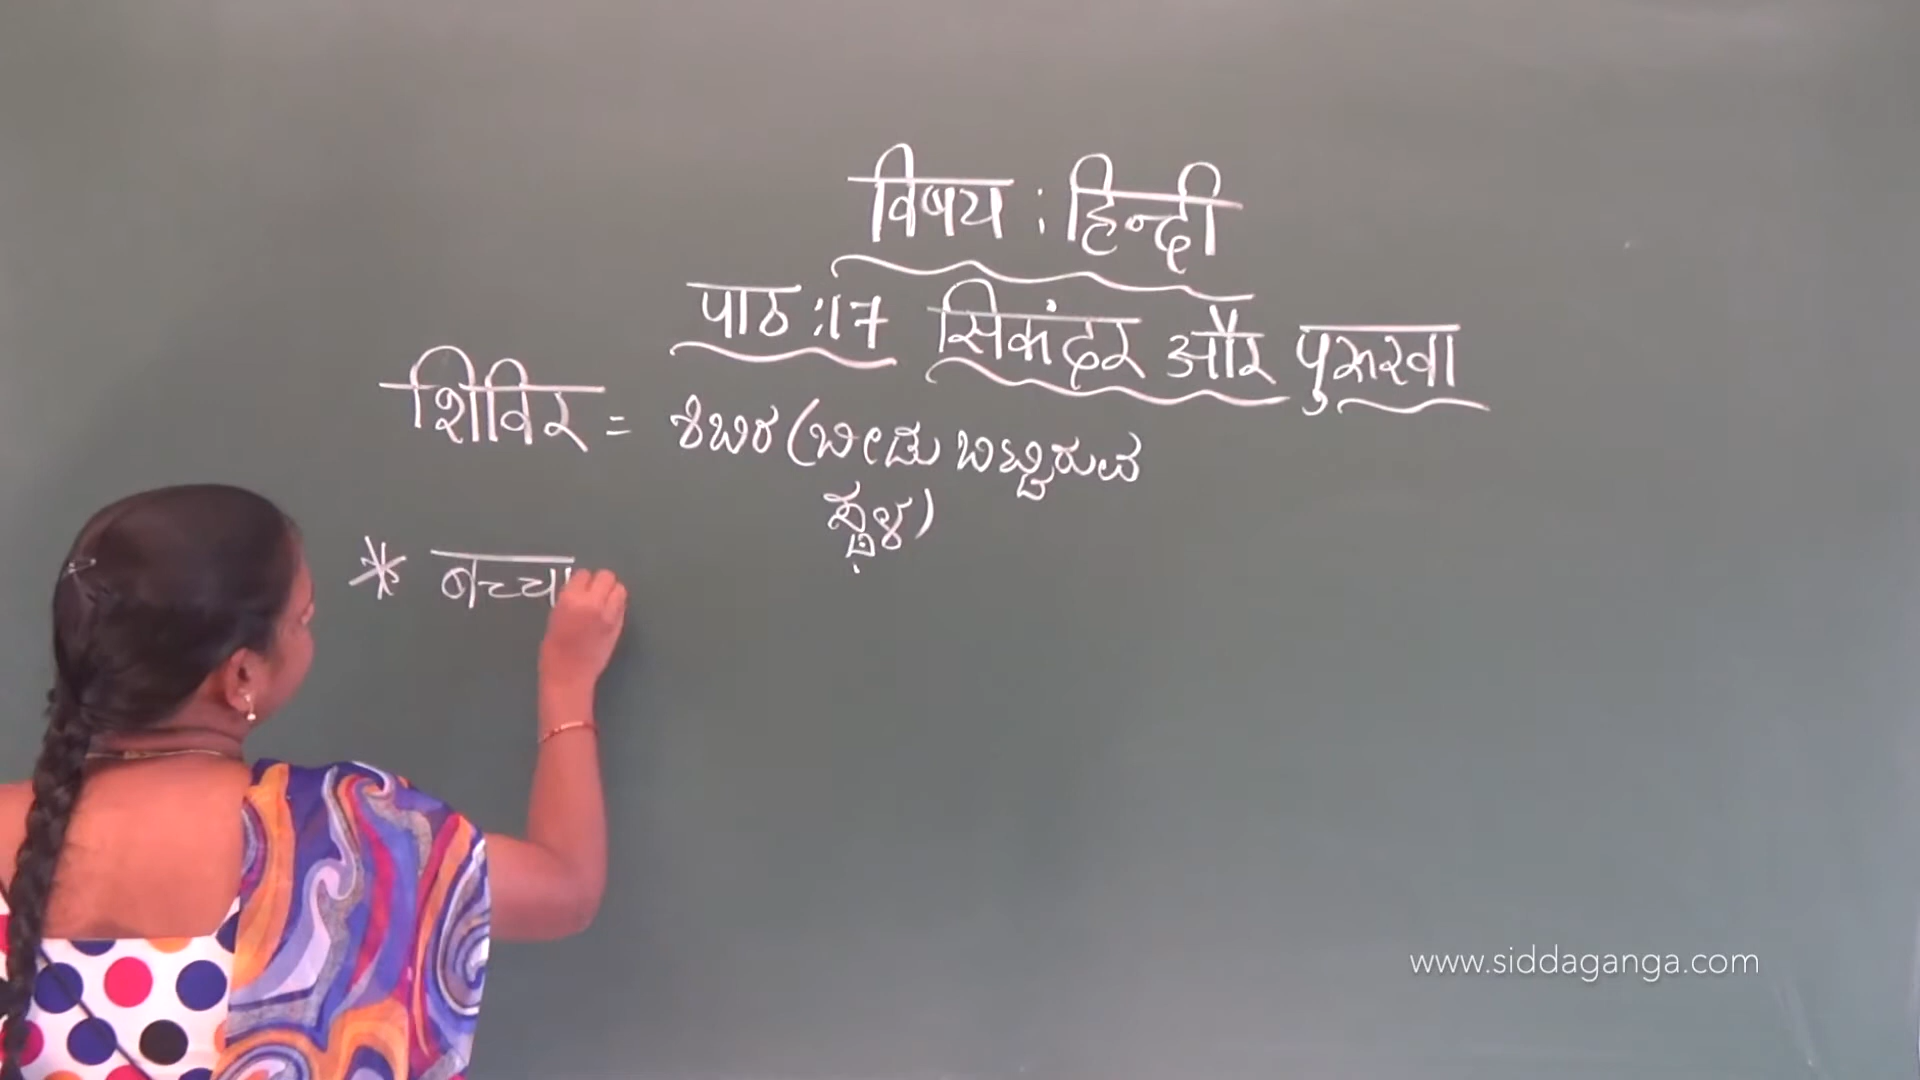 विषय : हिन्दी
पाठ :17 सिकंदर और पुरूरवा
शिविर = ಶಿಬಿರ (ಬೀಡು ಬಿಟ್ಟಿರುವ
ಸ್ಥಳ)
* बच्चा
www.siddaganga.com